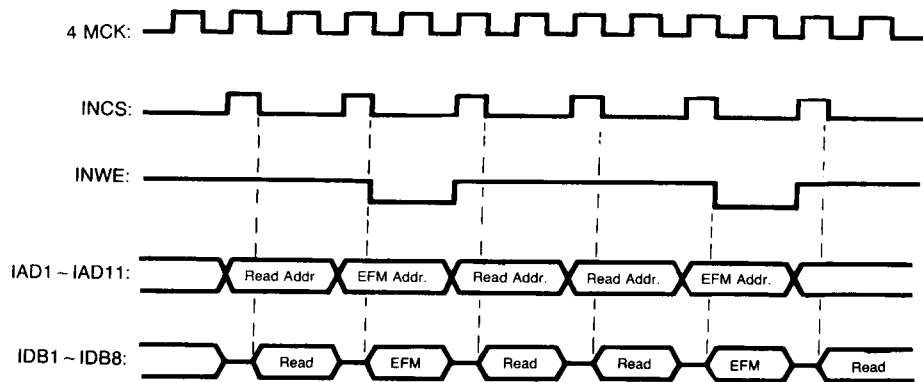 4 MCK:
INCS:
INWE:
IAD1 ~ IAD11: Read Addr EFM Addr. Read Addr. Read Addr. EFM Addr.
IDB1 ~ IDB8: Read EFM Read Read EFM Read